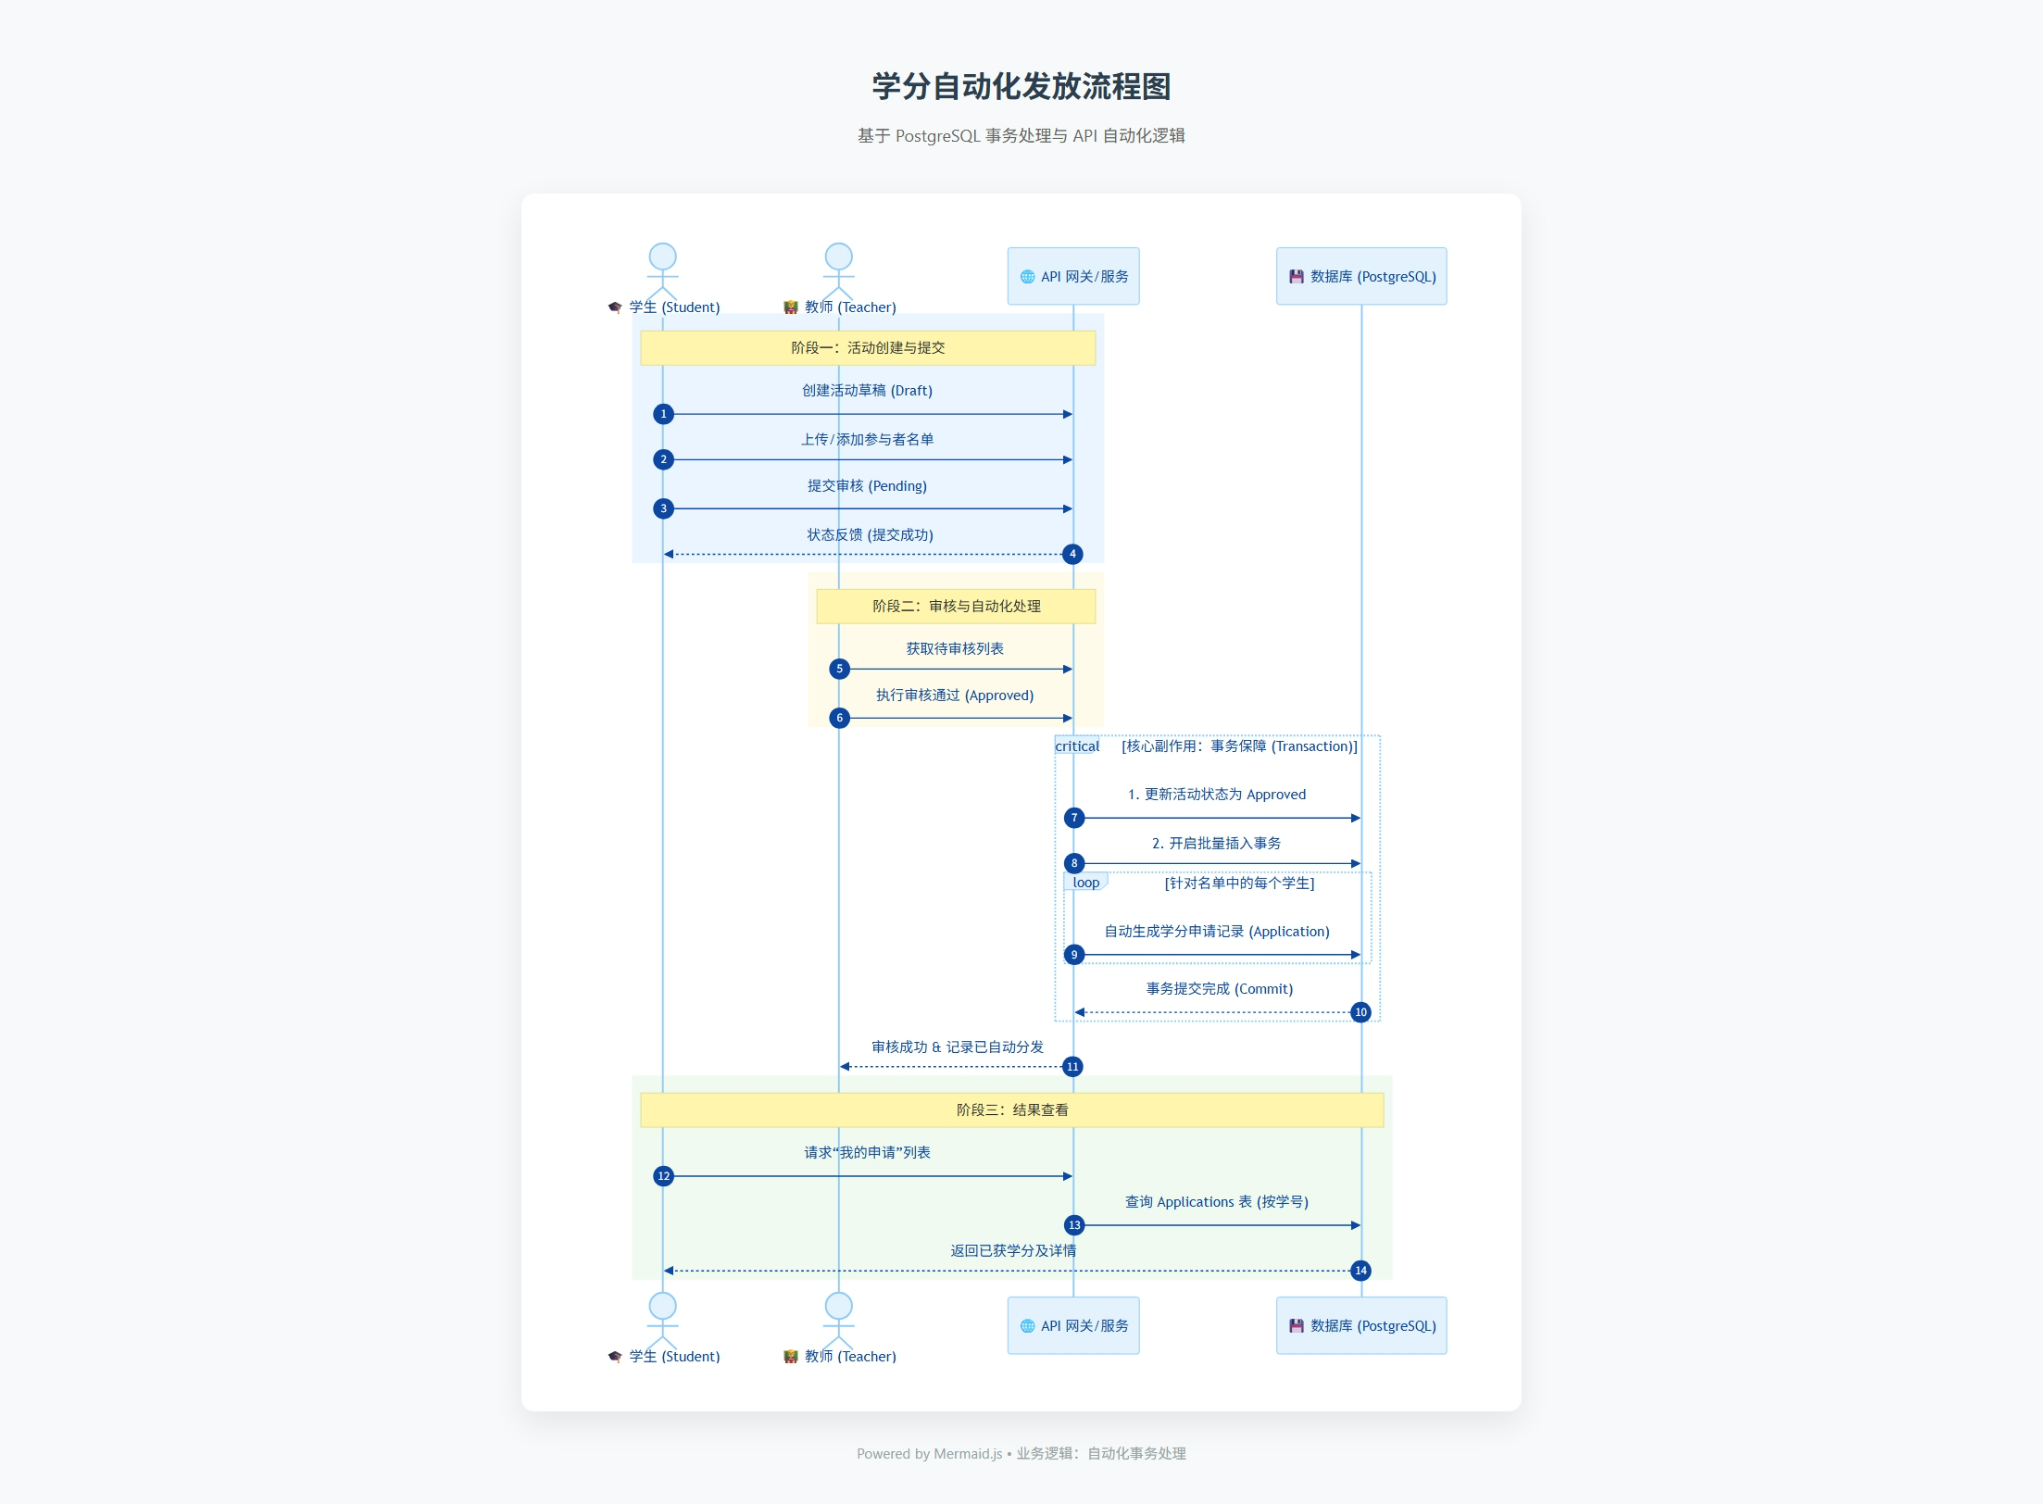 学分自动化发放流程图
基于 PostgreSQL 事务处理与 API 自动化逻辑
🎓 学生 (Student)
👩‍🏫 教师 (Teacher)
🌐 API 网关/服务
💾 数据库 (PostgreSQL)
阶段一：活动创建与提交
创建活动草稿 (Draft)
1
上传/添加参与者名单
2
提交审核 (Pending)
3
状态反馈 (提交成功)
4
阶段二：审核与自动化处理
获取待审核列表
5
执行审核通过 (Approved)
6
critical [核心副作用：事务保障 (Transaction)]
1. 更新活动状态为 Approved
7
2. 开启批量插入事务
8
loop [针对名单中的每个学生]
自动生成学分申请记录 (Application)
9
事务提交完成 (Commit)
10
审核成功 & 记录已自动分发
11
阶段三：结果查看
请求“我的申请”列表
12
查询 Applications 表 (按学号)
13
返回已获学分及详情
14
🎓 学生 (Student)
👩‍🏫 教师 (Teacher)
🌐 API 网关/服务
💾 数据库 (PostgreSQL)
Powered by Mermaid.js • 业务逻辑：自动化事务处理